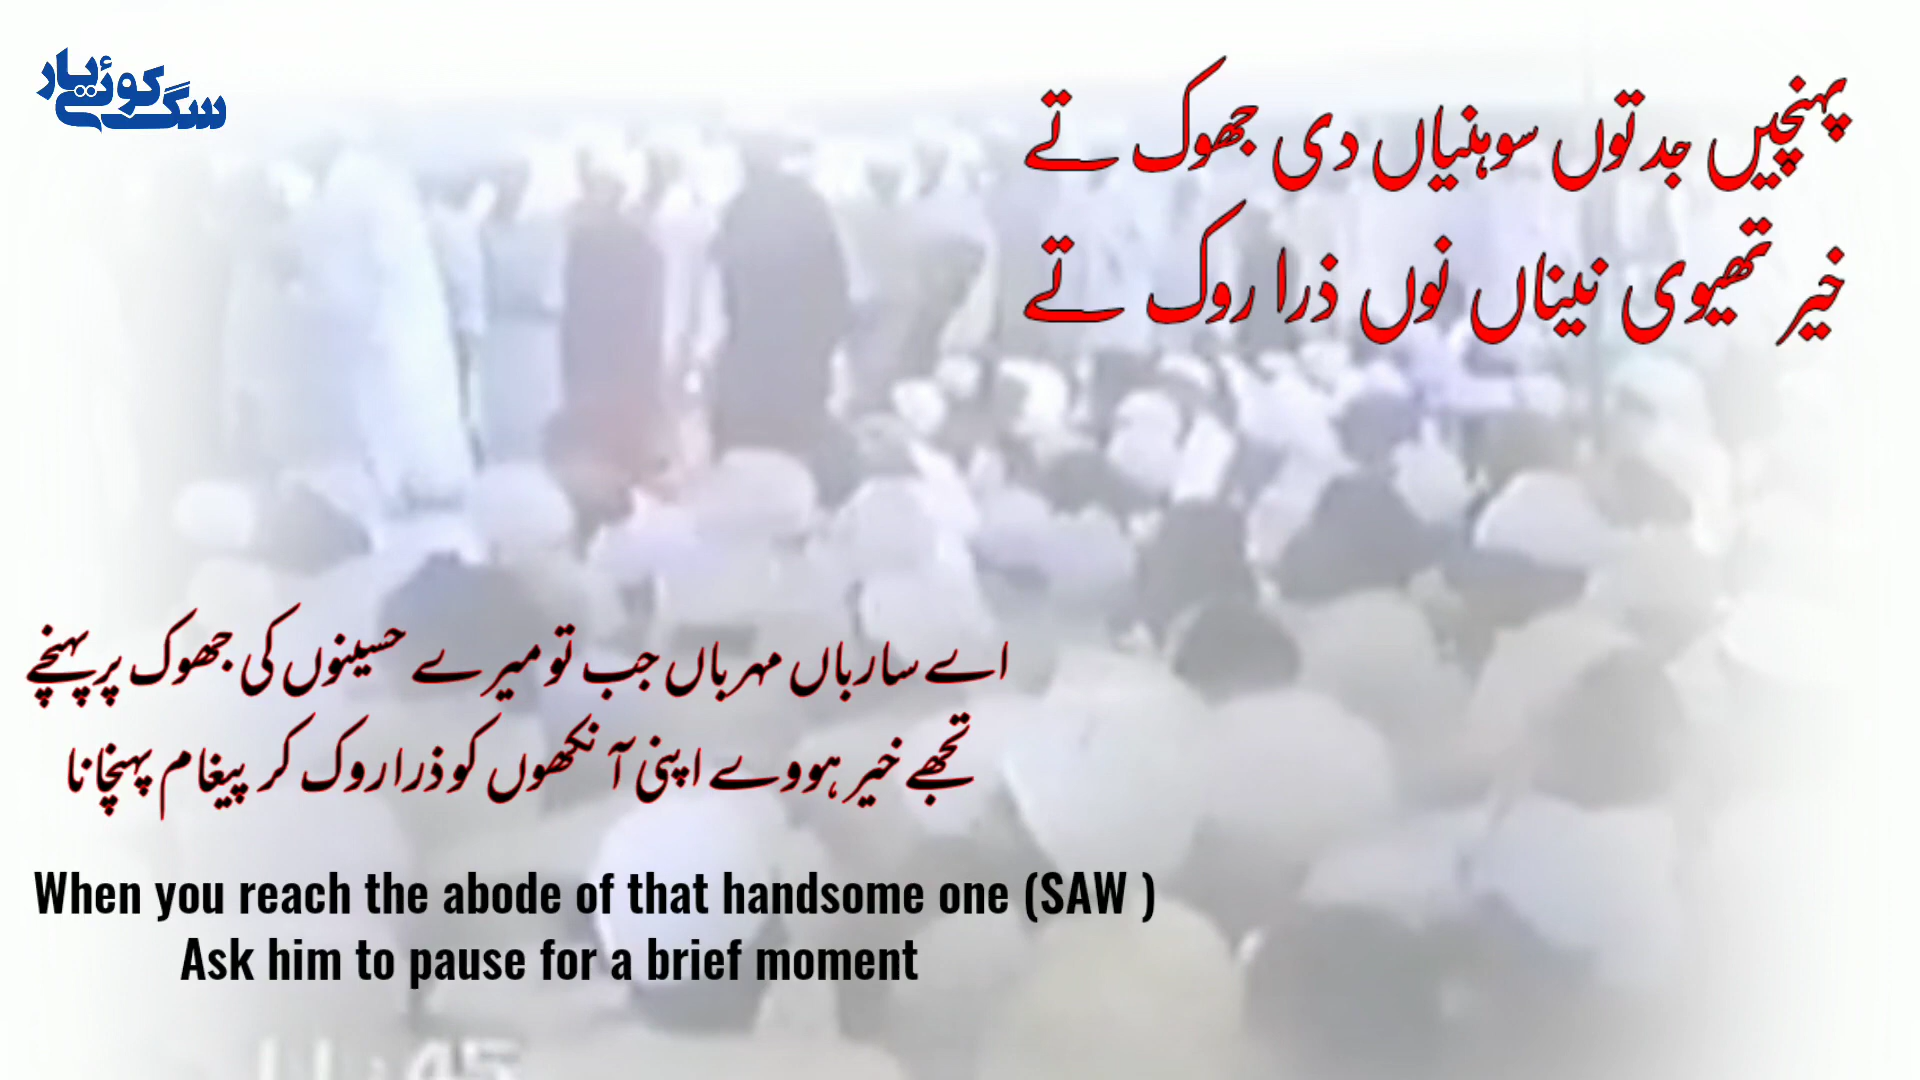 سگ کوئے یار
پہنچیں جد توں سوہنیاں دی جھوک تے
خیر تھیوی نیناں نوں ذرا روک تے
اے سارباں مہرباں جب تو میرے حسینوں کی جھوک پر پہنچے
تجھے خیر ہووے اپنی آنکھوں کو ذرا روک کر پیغام پہنچانا
When you reach the abode of that handsome one (SAW )
Ask him to pause for a brief moment
11:45